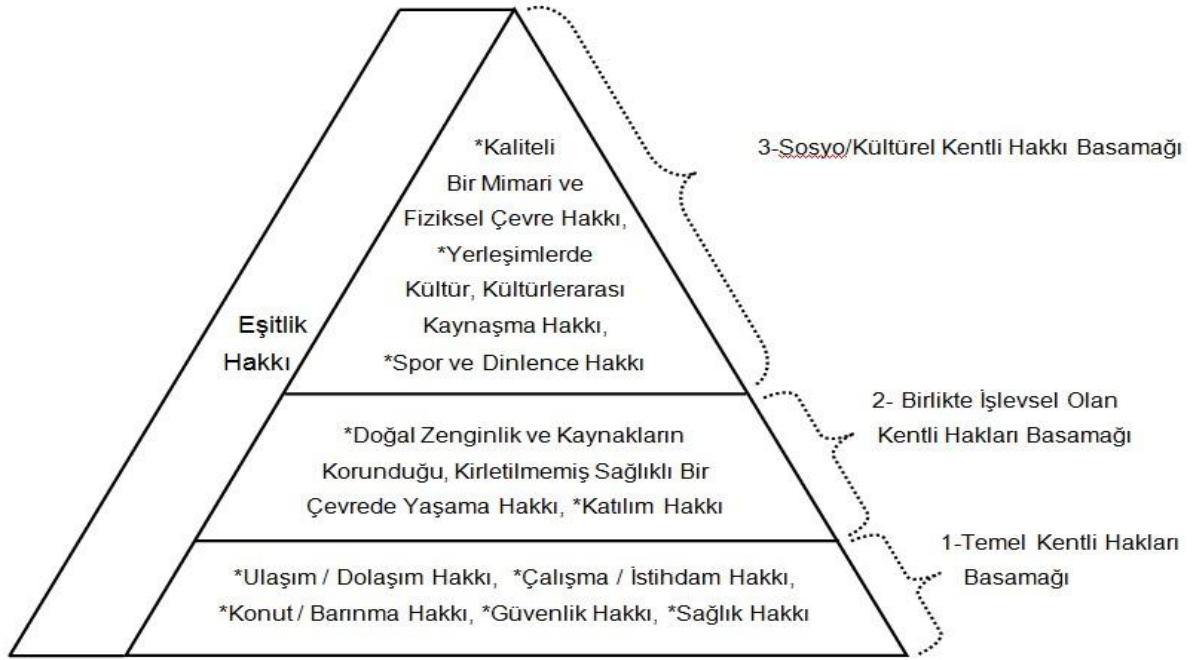 *Kaliteli
Bir Mimari ve
Fiziksel Çevre Hakkı,
*Yerleşimlerde
Kültür, Kültürlerarası
Kaynaşma Hakkı,
*Spor ve Dinlence Hakkı
3-Sosyo/Kültürel Kentli Hakkı Basamağı
Eşitlik
Hakkı
*Doğal Zenginlik ve Kaynakların
Korunduğu, Kirletilmemiş Sağlıklı Bir
Çevrede Yaşama Hakkı, *Katılım Hakkı
2- Birlikte İşlevsel Olan
Kentli Hakları Basamağı
*Ulaşım / Dolaşım Hakkı, *Çalışma / İstihdam Hakkı,
*Konut / Barınma Hakkı, *Güvenlik Hakkı, *Sağlık Hakkı
1-Temel Kentli Hakları
Basamağı